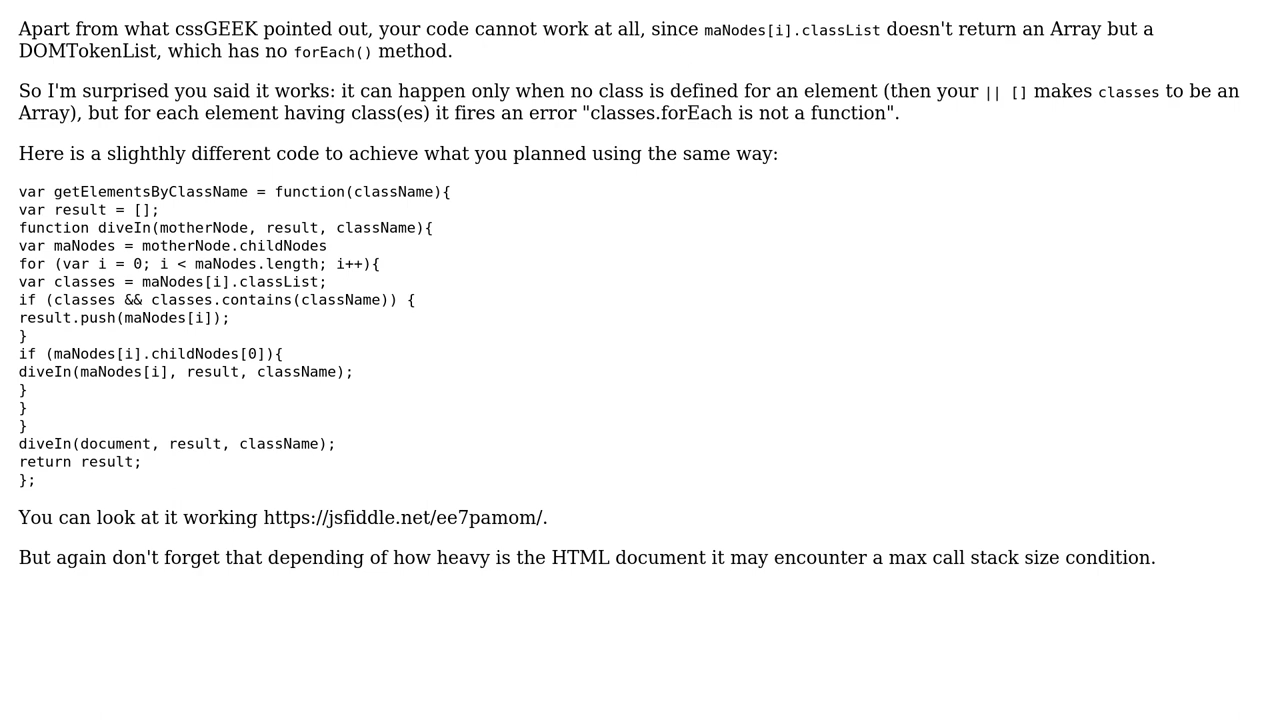 Apart from what cssGEEK pointed out, your code cannot work at all, since maNodes[i].classList doesn't return an Array but a
DOMTokenList, which has no forEach() method.
So I'm surprised you said it works: it can happen only when no class is defined for an element (then your || [] makes classes to be an
Array), but for each element having class(es) it fires an error "classes.forEach is not a function".
Here is a slighthly different code to achieve what you planned using the same way:
var getElementsByClassName = function(className){
var result = [];
function diveIn(motherNode, result, className){
var maNodes = motherNode.childNodes
for (var i = 0; i < maNodes.length; i++){
var classes = maNodes[i].classList;
if (classes && classes.contains(className)) {
result.push(maNodes[i]);
}
if (maNodes[i].childNodes[0]){
diveIn(maNodes[i], result, className);
}
}
}
diveIn(document, result, className);
return result;
};
You can look at it working https://jsfiddle.net/ee7pamom/.
But again don't forget that depending of how heavy is the HTML document it may encounter a max call stack size condition.